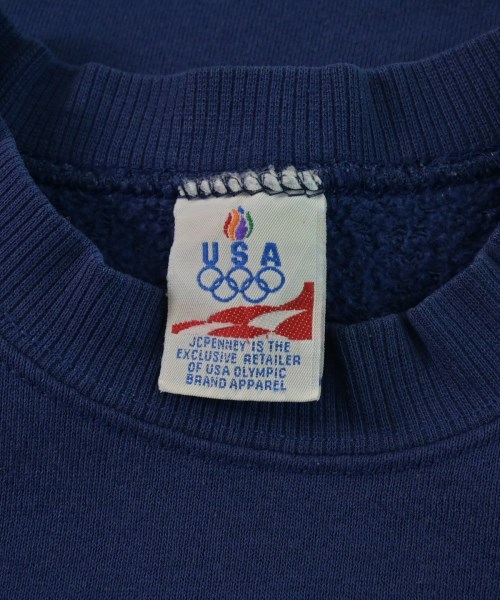 USA
JCPENNEY IS THE
EXCLUSIVE RETAILER
OF USA OLYMPIC
BRAND APPAREL